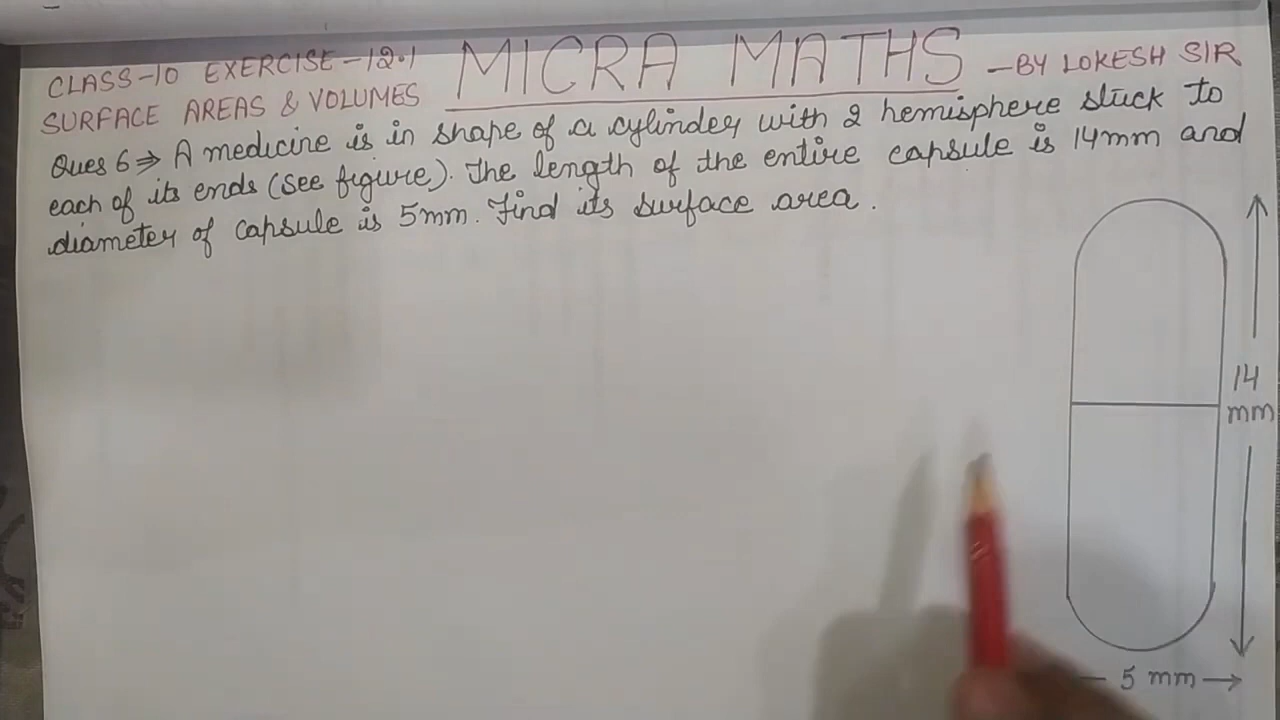 CLASS-10 EXERCISE-12.1
SURFACE AREAS & VOLUMES
MICRA MATHS
-BY LOKESH SIR
Ques 6⇒ A medicine is in shape of a cylinder with 2 hemisphere stuck to
each of its ends (see figure). The length of the entire capsule is 14mm and
diameter of capsule is 5mm. Find its surface area.
14
mm
5 mm